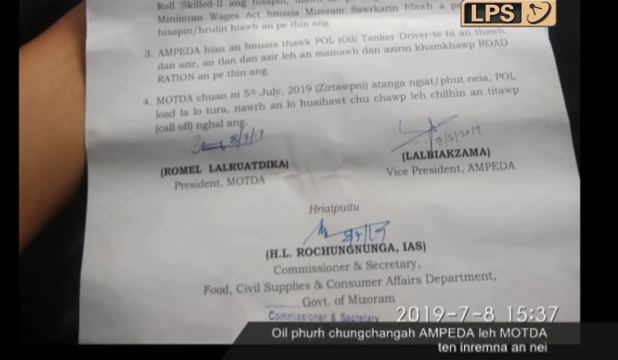 LPS
Roll Skilled-II ang hisapin,
Minimum Wages Act hnuaia Mizoram Sawrkarin hlawh a
hisapin/hrulin hlawh an pe thin ang.
3. AMPEDA hian an hnuaia thawk POL (Oil) Tanker Driver-te hi an thawh
dan azir, an tlan dan azir leh an mamawh dan azirin khamkhawp ROAD
RATION an pe thin ang.
4. MOTDA chuan ni 5th July, 2019 (Zirtawpni) atanga ngiat/phut neia, POL
load la lo tura, nawrh an lo huaihawt chu chawp leh chilhin an titawp
(call off) nghal ang.
8/7/19
8/7/2019
(ROMEL LALRUATDIKA)
President, MOTDA
(LALBIAKZAMA)
Vice President, AMPEDA
Hriatpuitu
(H.L. ROCHUNGNUNGA, IAS)
Commissioner & Secretary,
Food, Civil Supplies & Consumer Affairs Department,
Govt. of Mizoram
Commissioner & Secretary
2019-7-8 15:37
Oil phurh chungchangah AMPEDA leh MOTDA
ten inremna an nei